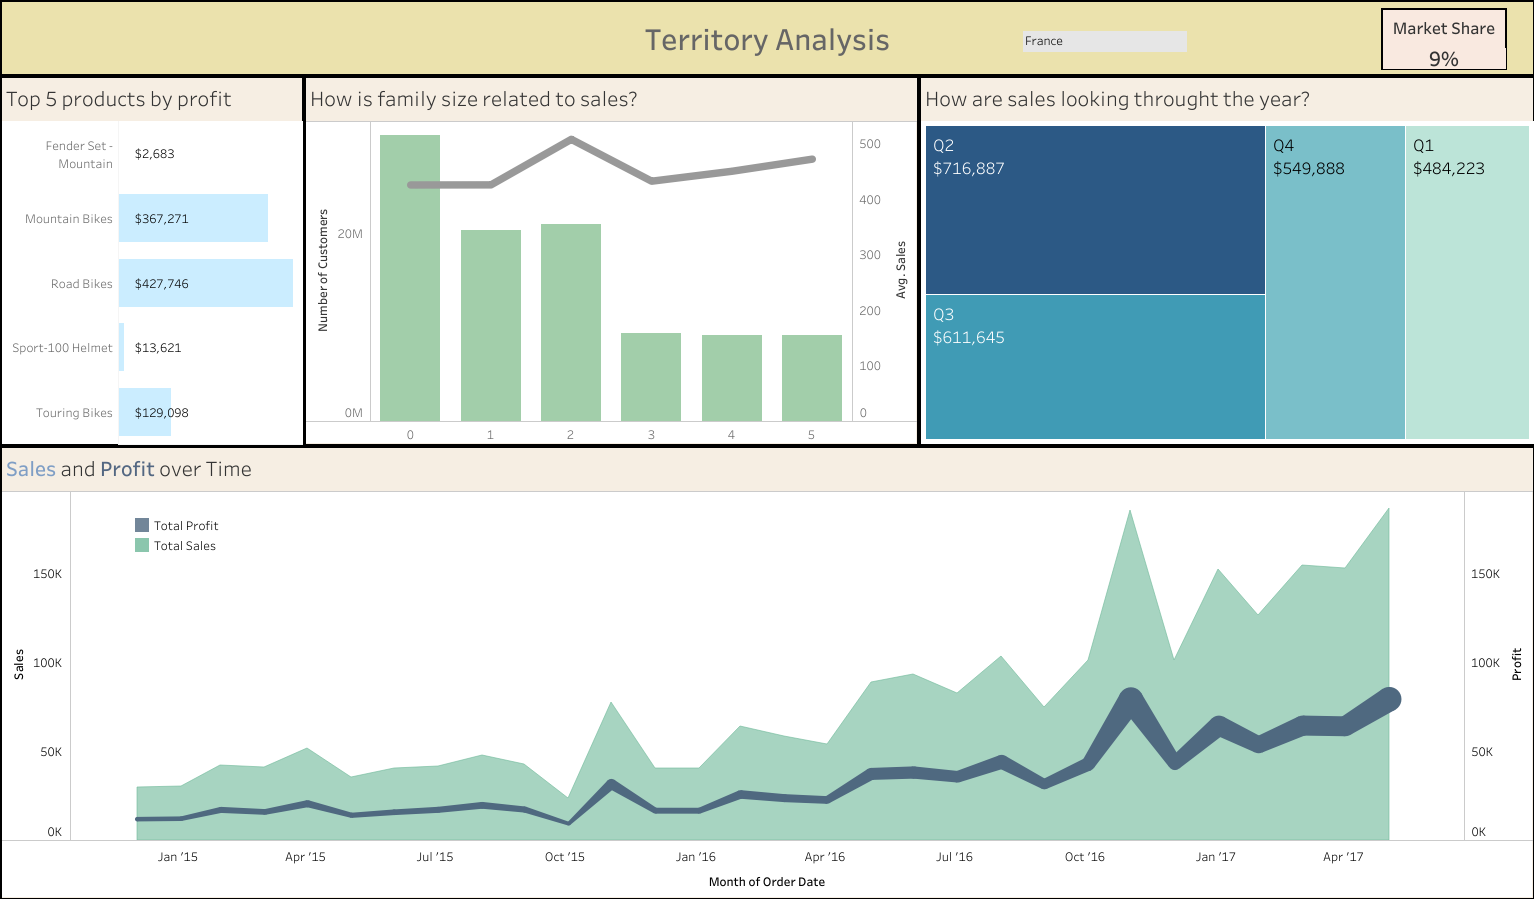 Territory Analysis
France
Market Share
9%
Top 5 products by profit
Fender Set -
Mountain
$2,683
Mountain Bikes
$367,271
Road Bikes
$427,746
Sport-100 Helmet
$13,621
Touring Bikes
$129,098
How is family size related to sales?
Number of Customers
20M
0M
500
400
300
200
100
0
Avg. Sales
0
1
2
3
4
5
How are sales looking throught the year?
Q2
$716,887
Q3
$611,645
Q4
$549,888
Q1
$484,223
Sales and Profit over Time
Total Profit
Total Sales
Sales
150K
100K
50K
0K
150K
100K
50K
0K
Profit
Jan '15
Apr '15
Jul '15
Oct '15
Jan '16
Apr '16
Jul '16
Oct '16
Jan '17
Apr '17
Month of Order Date